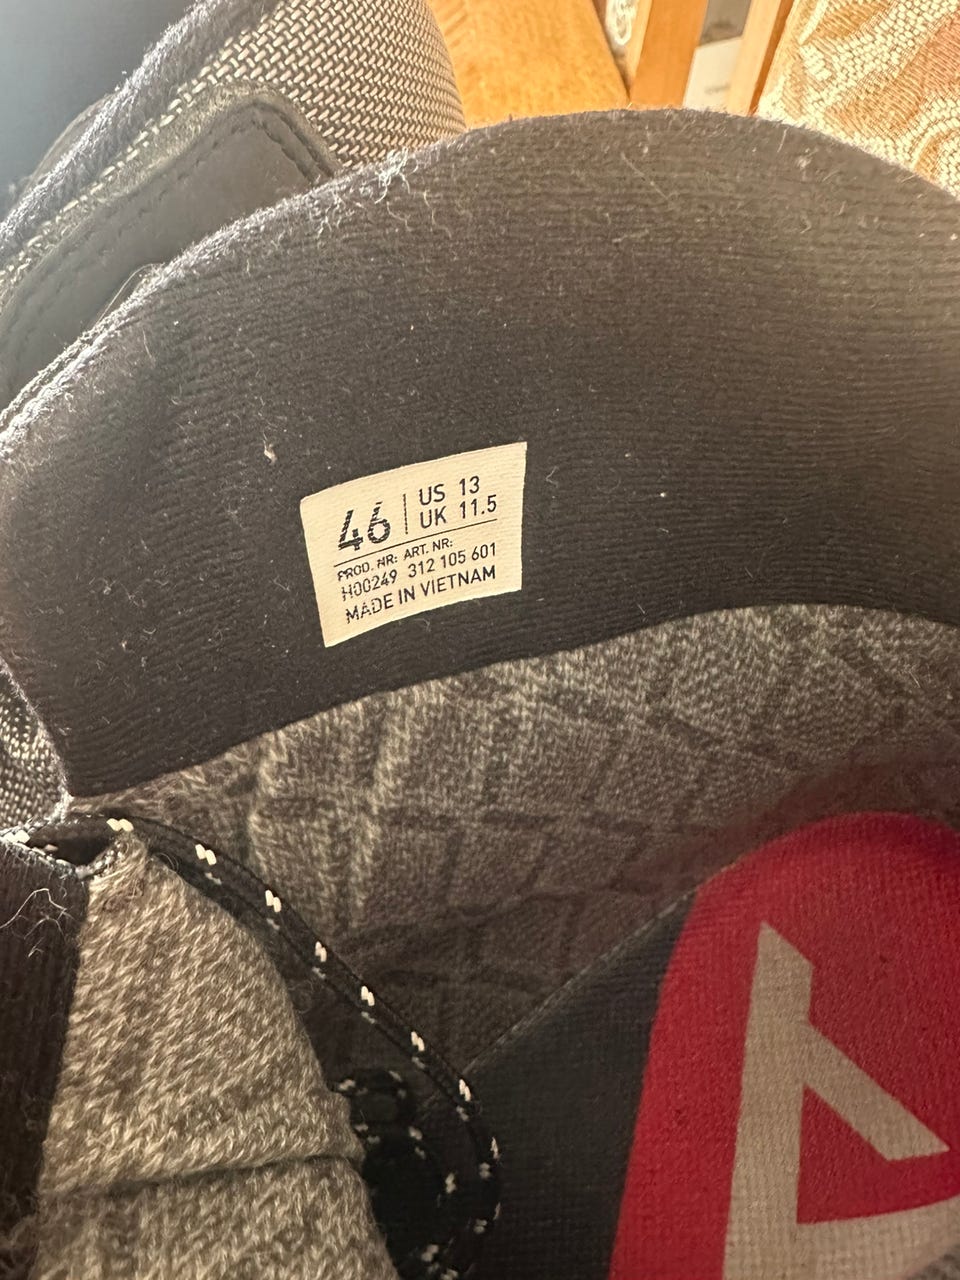 46 | US 13
UK 11.5
PROD. NR: ART. NR:
H00249 312 105 601
MADE IN VIETNAM